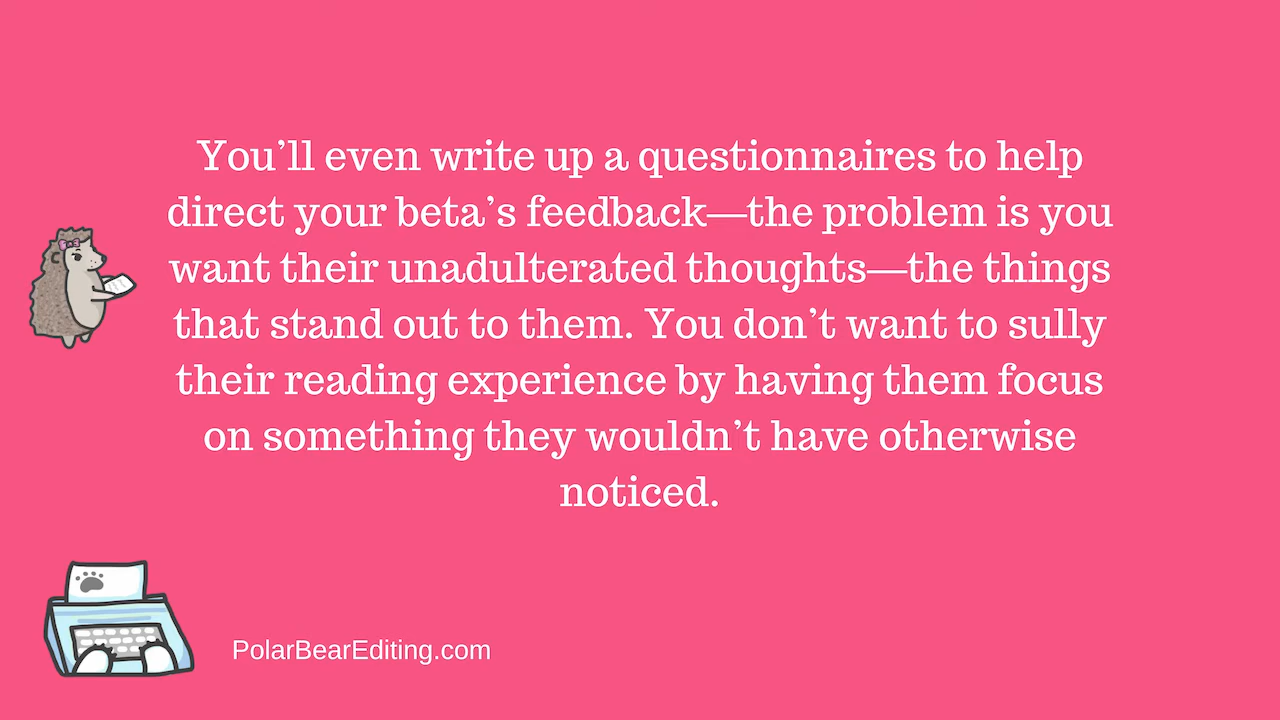 You’ll even write up a questionnaires to help
direct your beta’s feedback—the problem is you
want their unadulterated thoughts—the things
that stand out to them. You don’t want to sully
their reading experience by having them focus
on something they wouldn’t have otherwise
noticed.
PolarBearEditing.com